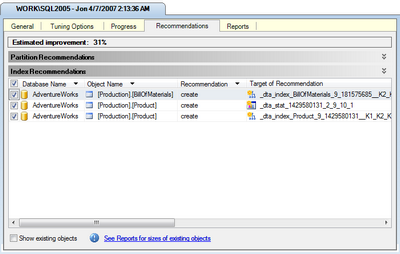 WORK\SQL2005 - Jon 4/7/2007 2:13:36 AM
General Tuning Options Progress Recommendations Reports
Estimated improvement: 31%
Partition Recommendations
Index Recommendations
Database Name Object Name Recommendation Target of Recommendation
AdventureWorks [Production].[BillOfMaterials] create _dta_index_BillOfMaterials_9_181575685__K2_K
AdventureWorks [Production].[Product] create _dta_stat_1429580131_2_9_10_1
AdventureWorks [Production].[Product] create _dta_index_Product_9_1429580131__K1_K2_K
Show existing objects See Reports for sizes of existing objects